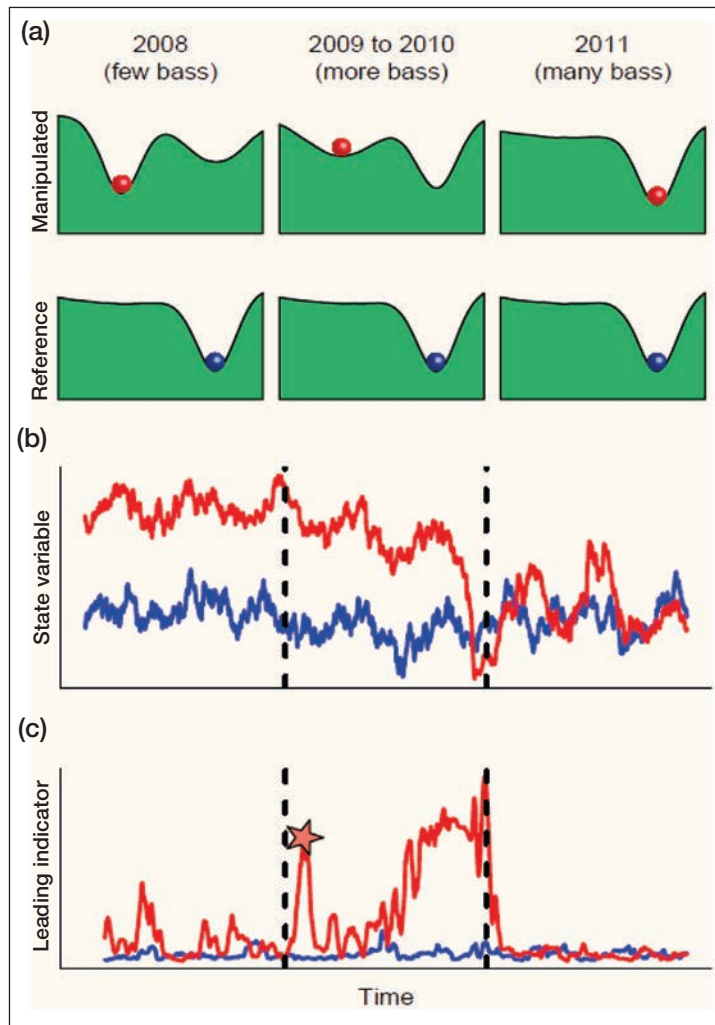 (a)
2008
(few bass)
2009 to 2010
(more bass)
2011
(many bass)
Manipulated
Reference
(b)
State variable
(c)
Leading indicator
Time